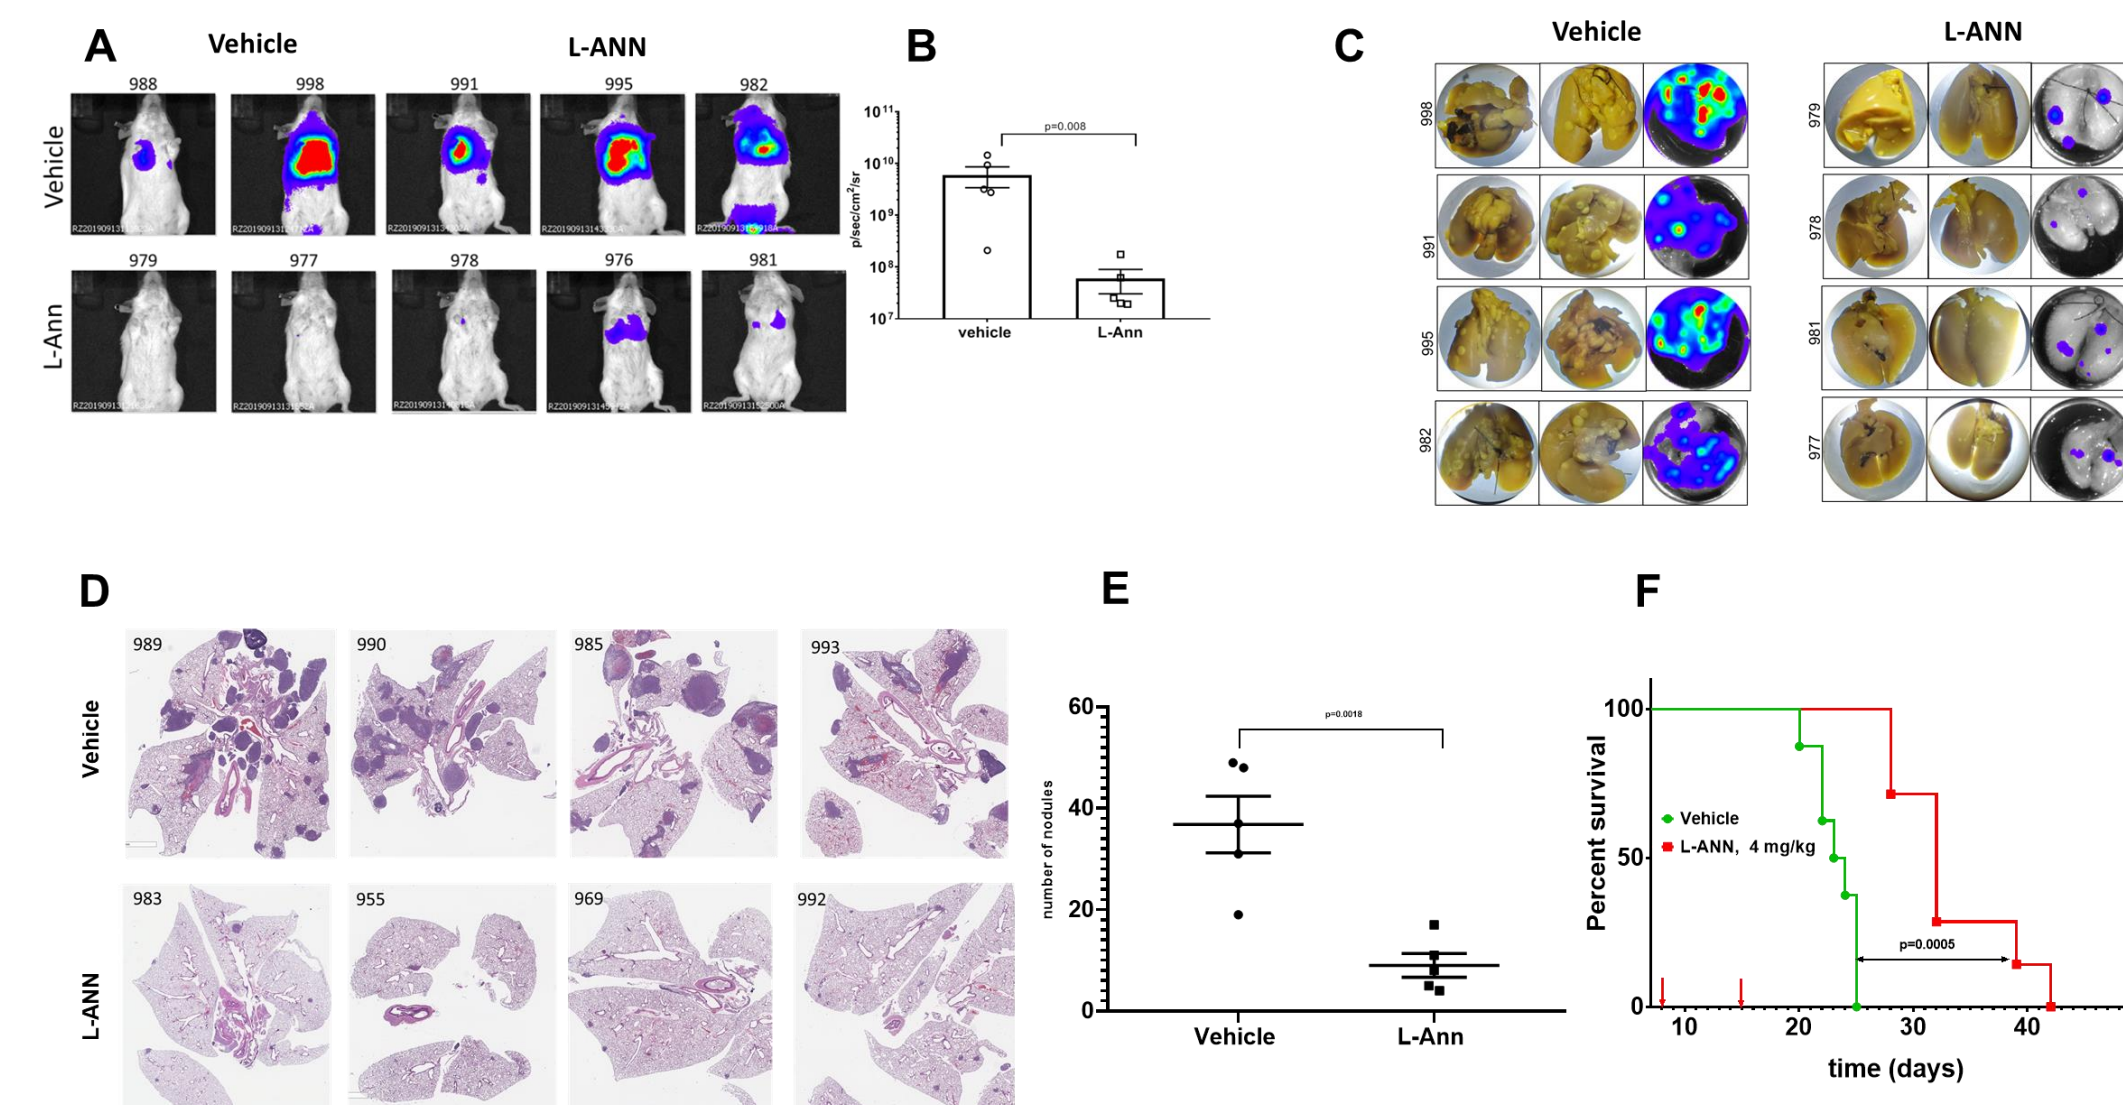 A
Vehicle
L-ANN
988
998
991
995
982
Vehicle
979
977
978
976
981
L-Ann
B
p=0.008
10¹¹
10¹⁰
10⁹
10⁸
10⁷
p/sec/cm²/sr
vehicle
L-Ann
C
Vehicle
L-ANN
998
991
995
982
979
978
981
977
D
989
990
985
993
Vehicle
983
955
969
992
L-ANN
E
p=0.0018
60
40
20
0
number of nodules
Vehicle
L-Ann
F
100
50
0
Percent survival
Vehicle
L-ANN, 4 mg/kg
p=0.0005
10
20
30
40
time (days)